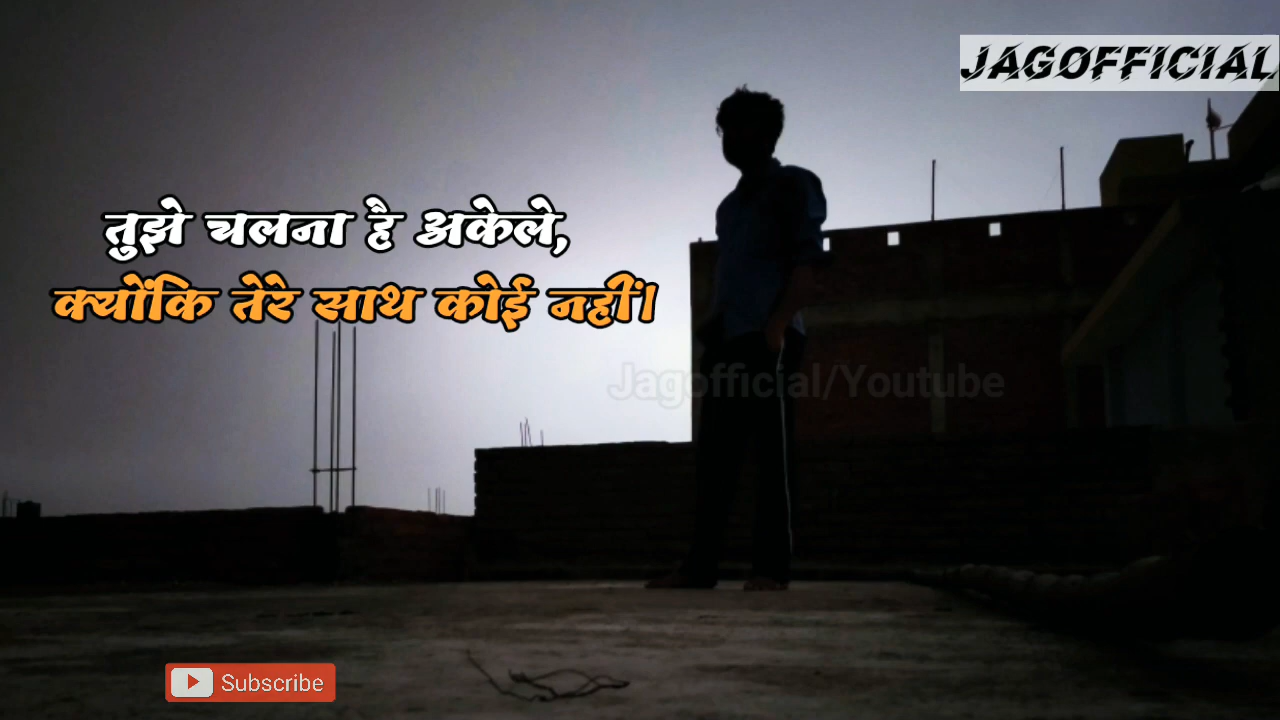 JAGOFFICIAL
तुझे चलना है अकेले,
क्योंकि तेरे साथ कोई नहीं।
Jagofficial/Youtube
Subscribe